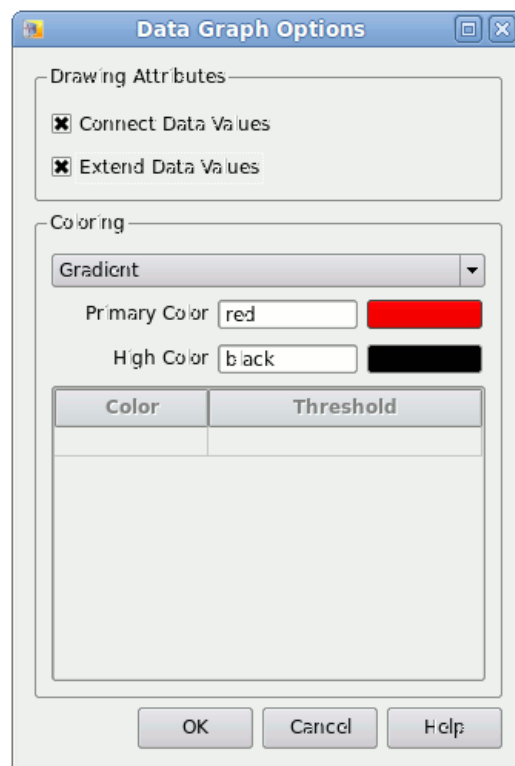 Data Graph Options
Drawing Attributes
Connect Data Values
Extend Data Values
Coloring
Gradient
Primary Color red
High Color black
Color Threshold
OK Cancel Help